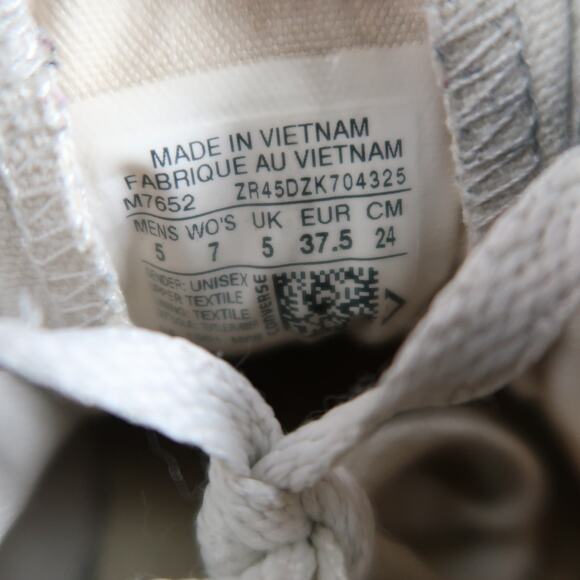 MADE IN VIETNAM
FABRIQUE AU VIETNAM
M7652 ZR45DZK704325
MENS WO'S UK EUR CM
5 7 5 37.5 24
GENDER: UNISEX
UPPER TEXTILE
LINING: TEXTILE
CONVERSE